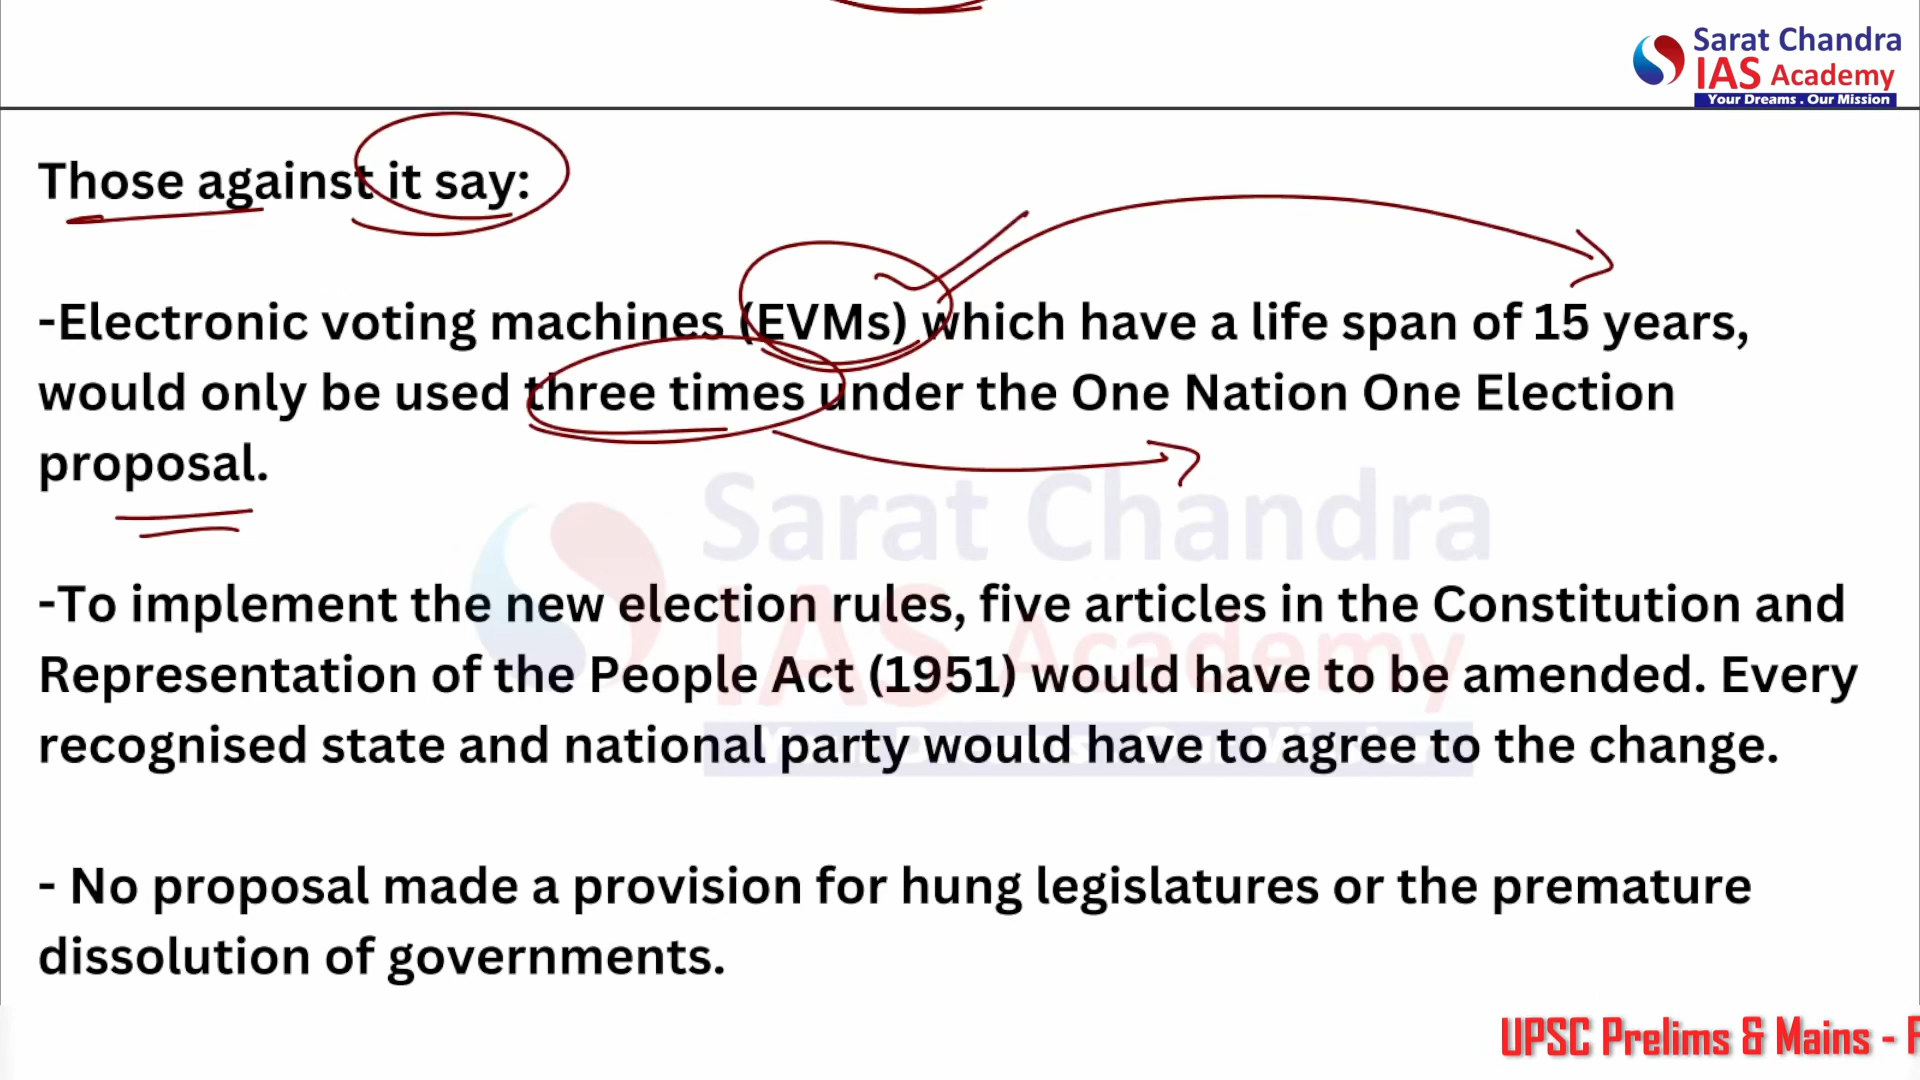 Sarat Chandra
IAS Academy
Your Dreams . Our Mission
Those against it say:
-Electronic voting machines (EVMs) which have a life span of 15 years,
would only be used three times under the One Nation One Election
proposal.
Sarat Chandra
IAS Academy
-To implement the new election rules, five articles in the Constitution and
Representation of the People Act (1951) would have to be amended. Every
recognised state and national party would have to agree to the change.
- No proposal made a provision for hung legislatures or the premature
dissolution of governments.
UPSC Prelims & Mains -